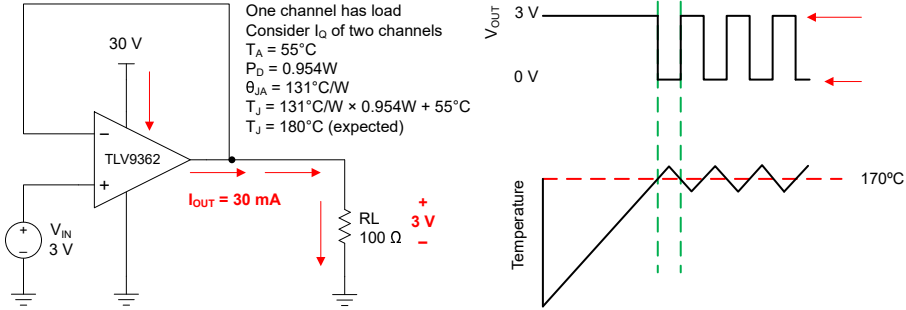 One channel has load
Consider IQ of two channels
TA = 55°C
PD = 0.954W
θJA = 131°C/W
TJ = 131°C/W × 0.954W + 55°C
TJ = 180°C (expected)
30 V
–
TLV9362
+
IOUT = 30 mA
+
–
VIN
3 V
RL
100 Ω
+
3 V
–
VOUT
3 V
0 V
Temperature
170ºC